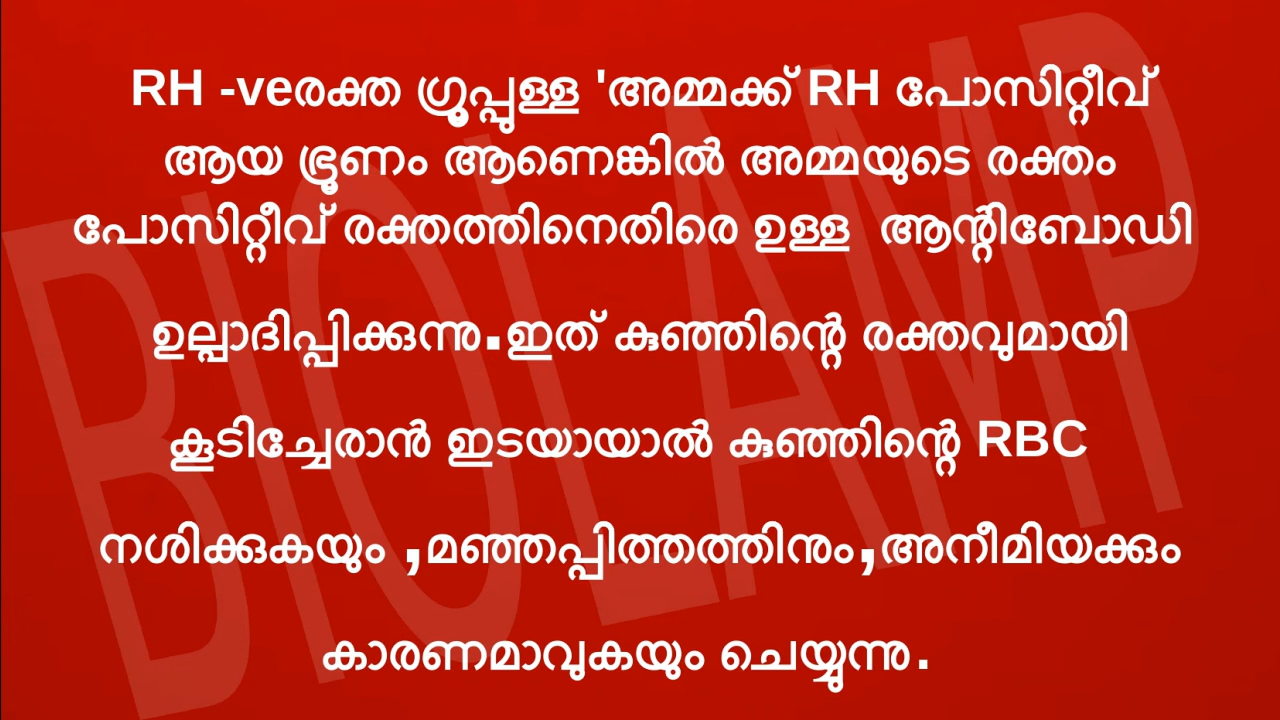 RH -veരക്ത ഗ്രൂപ്പുള്ള 'അമ്മക്ക് RH പോസിറ്റീവ്
ആയ ഭ്രൂണം ആണെങ്കിൽ അമ്മയുടെ രക്തം
പോസിറ്റീവ് രക്തത്തിനെതിരെ ഉള്ള ആന്റിബോഡി
ഉല്പാദിപ്പിക്കുന്നു.ഇത് കുഞ്ഞിന്റെ രക്തവുമായി
കൂടിച്ചേരാൻ ഇടയായാൽ കുഞ്ഞിന്റെ RBC
നശിക്കുകയും ,മഞ്ഞപ്പിത്തത്തിനും,അനീമിയക്കും
കാരണമാവുകയും ചെയ്യുന്നു.
BIOLAMP